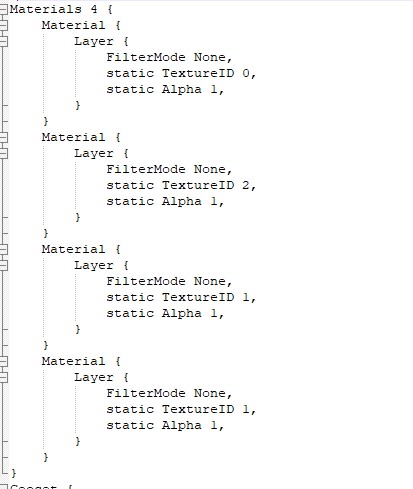 Materials 4 {
Material {
Layer {
FilterMode None,
static TextureID 0,
static Alpha 1,
}
}
Material {
Layer {
FilterMode None,
static TextureID 2,
static Alpha 1,
}
}
Material {
Layer {
FilterMode None,
static TextureID 1,
static Alpha 1,
}
}
Material {
Layer {
FilterMode None,
static TextureID 1,
static Alpha 1,
}
}
}